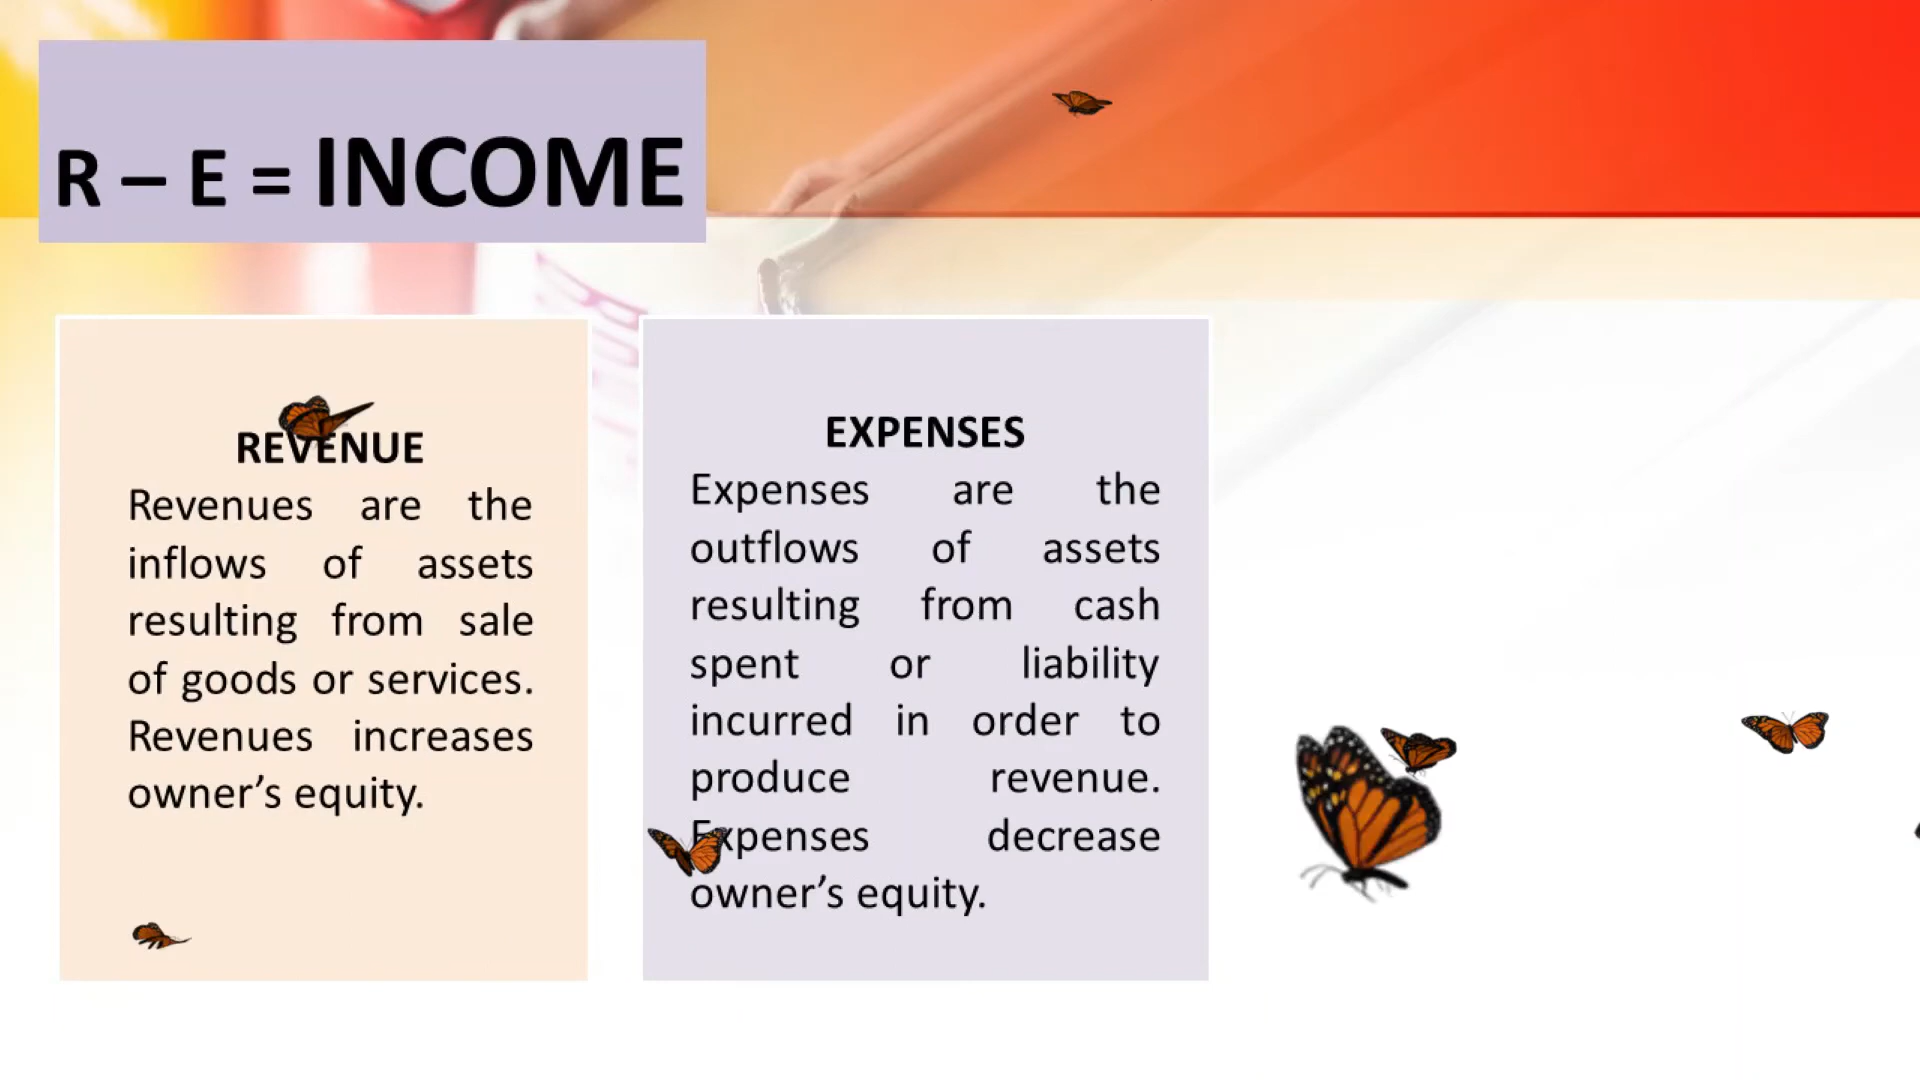 R – E = INCOME
REVENUE
Revenues are the
inflows of assets
resulting from sale
of goods or services.
Revenues increases
owner’s equity.
EXPENSES
Expenses are the
outflows of assets
resulting from cash
spent or liability
incurred in order to
produce revenue.
Expenses decrease
owner’s equity.